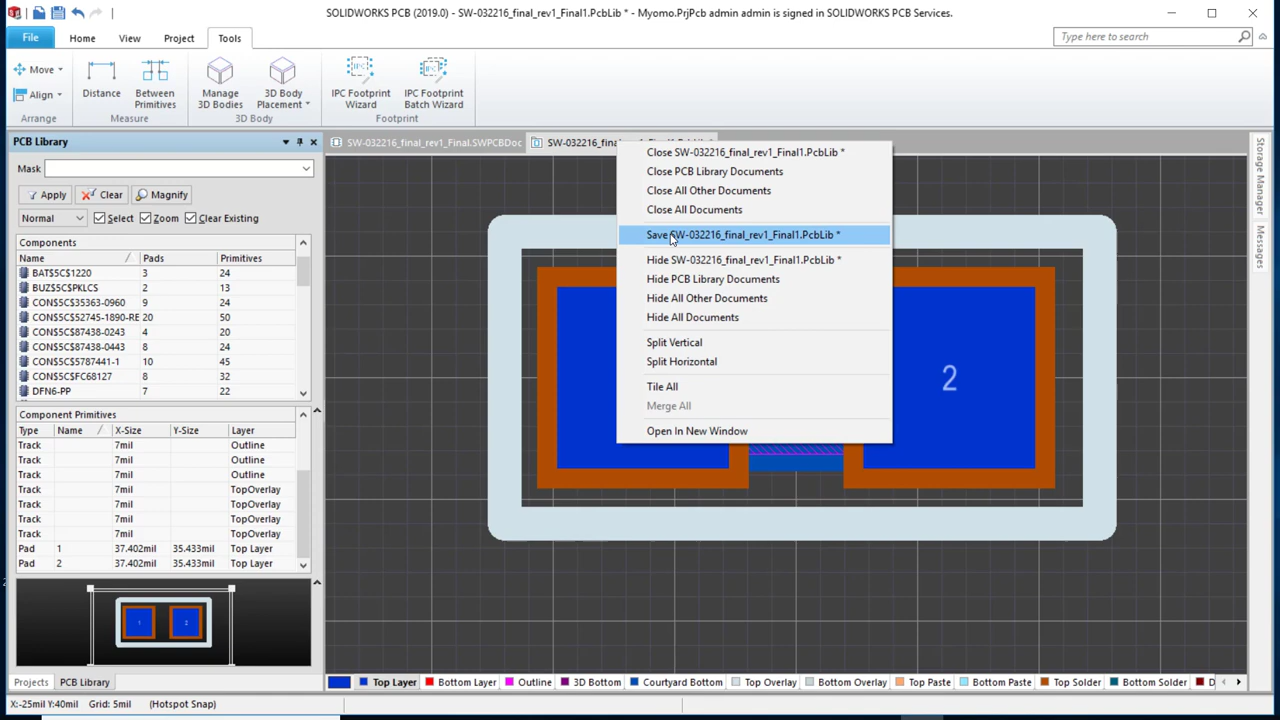 SOLIDWORKS PCB (2019.0) - SW-032216_final_rev1_Final1.PcbLib * - Myomo.PrjPcb admin admin is signed in SOLIDWORKS PCB Services.
File Home View Project Tools Type here to search
Move
Align
Distance
Between Primitives
Manage 3D Bodies
3D Body Placement
IPC Footprint Wizard
IPC Footprint Batch Wizard
Arrange Measure 3D Body Footprint
PCB Library
SW-032216_final_rev1_Final.SWPCBDoc
Mask
Apply Clear Magnify
Normal Select Zoom Clear Existing
Components
Name Pads Primitives
BAT$5C$1220 3 24
BUZ$5C$PKLCS 2 13
CON$5C$35363-0960 9 24
CON$5C$52745-1890-RE 20 50
CON$5C$87438-0243 4 20
CON$5C$87438-0443 6 24
CON$5C$5787441-1 10 45
CON$5C$FC68127 8 32
DFN6-PP 7 22
Component Primitives
Type Name X-Size Y-Size Layer
Track 7mil Outline
Track 7mil Outline
Track 7mil Outline
Track 7mil TopOverlay
Track 7mil TopOverlay
Track 7mil TopOverlay
Track 7mil TopOverlay
Pad 1 37.402mil 35.433mil Top Layer
Pad 2 37.402mil 35.433mil Top Layer
1 2
Projects PCB Library
Close SW-032216_final_rev1_Final1.PcbLib *
Close PCB Library Documents
Close All Other Documents
Close All Documents
Save SW-032216_final_rev1_Final1.PcbLib *
Hide SW-032216_final_rev1_Final1.PcbLib *
Hide PCB Library Documents
Hide All Other Documents
Hide All Documents
Split Vertical
Split Horizontal
Tile All
Merge All
Open In New Window
2
Storage Manager
Messages
Top Layer Bottom Layer Outline 3D Bottom Courtyard Bottom Top Overlay Bottom Overlay Top Paste Bottom Paste Top Solder Bottom Solder D
X:-25mil Y:40mil Grid: 5mil (Hotspot Snap)